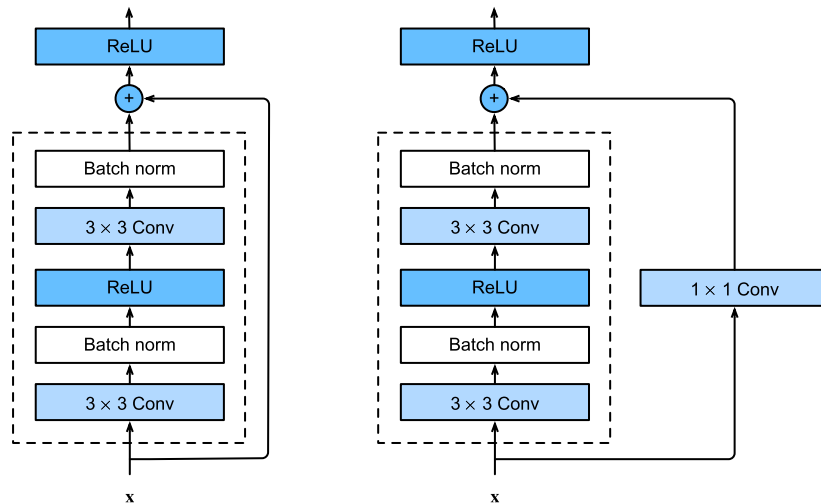 ReLU
+
Batch norm
3 × 3 Conv
ReLU
Batch norm
3 × 3 Conv
x
ReLU
+
Batch norm
3 × 3 Conv
ReLU
Batch norm
3 × 3 Conv
1 × 1 Conv
x